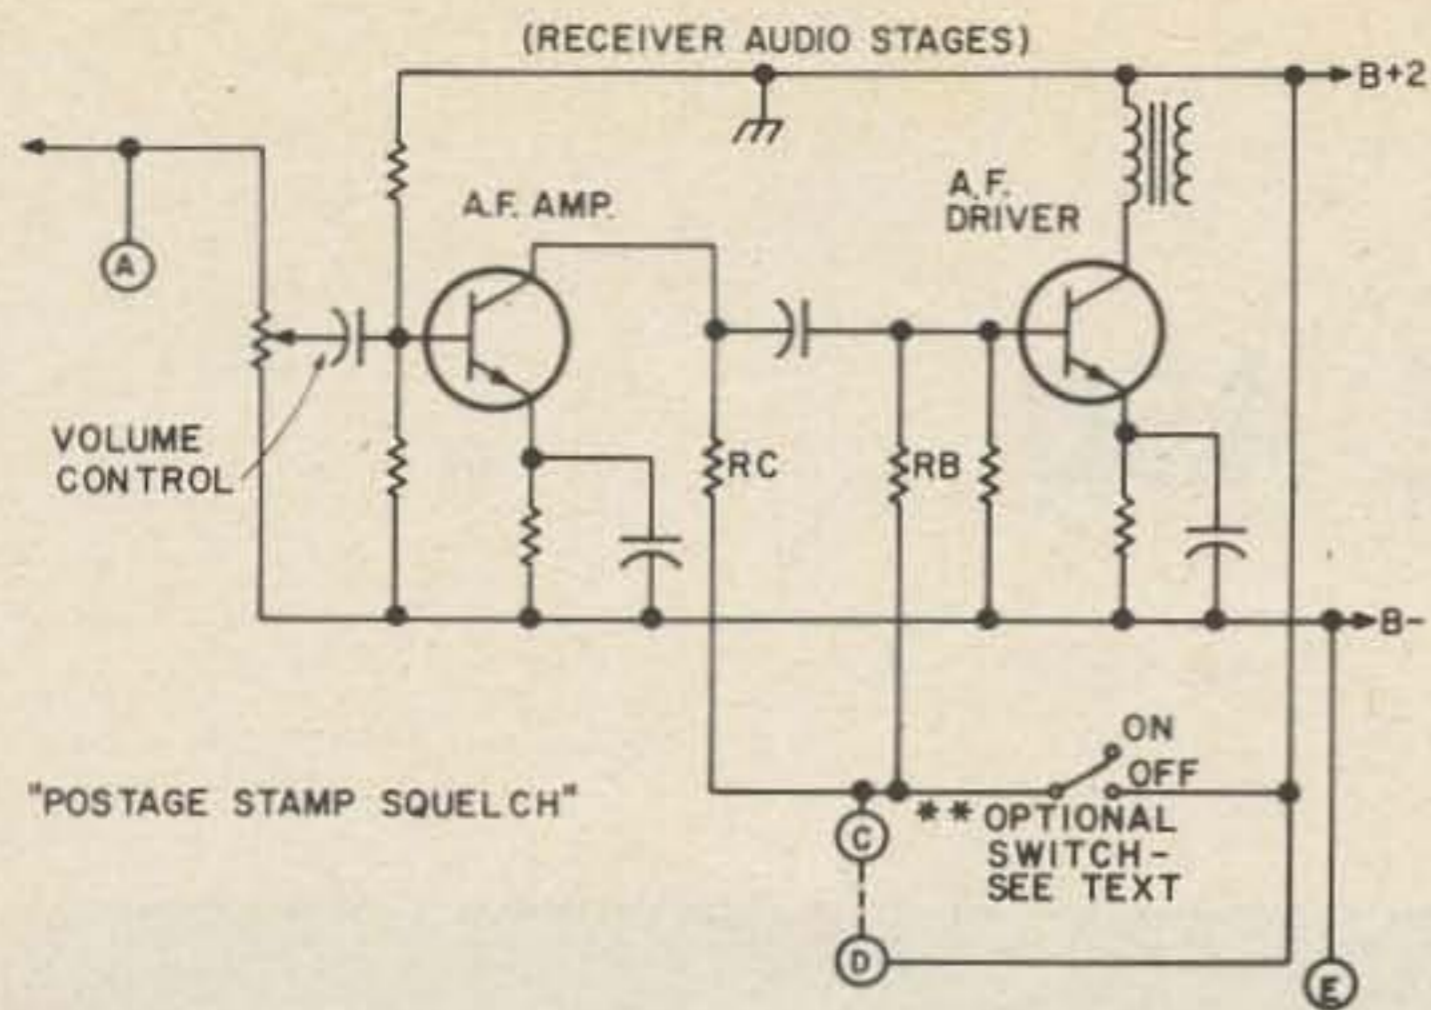 (RECEIVER AUDIO STAGES)
B+2
A.F. AMP.
A.F.
DRIVER
A
VOLUME
CONTROL
RC
RB
B-
ON
OFF
"POSTAGE STAMP SQUELCH"
C
**OPTIONAL
SWITCH-
SEE TEXT
D
E